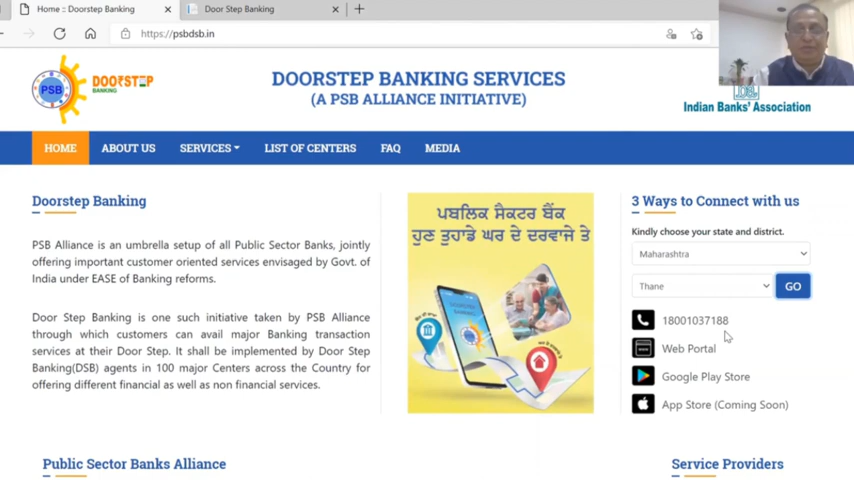 Home :: Doorstep Banking
Door Step Banking
https://psbdsb.in
PSB
DOORSTEP
BANKING
DOORSTEP BANKING SERVICES
(A PSB ALLIANCE INITIATIVE)
Indian Banks' Association
HOME
ABOUT US
SERVICES
LIST OF CENTERS
FAQ
MEDIA
Doorstep Banking
PSB Alliance is an umbrella setup of all Public Sector Banks, jointly
offering important customer oriented services envisaged by Govt. of
India under EASE of Banking reforms.
Door Step Banking is one such initiative taken by PSB Alliance
through which customers can avail major Banking transaction
services at their Door Step. It shall be implemented by Door Step
Banking(DSB) agents in 100 major Centers across the Country for
offering different financial as well as non financial services.
ਪਬਲਿਕ ਸੈਕਟਰ ਬੈਂਕ
ਹੁਣ ਤੁਹਾਡੇ ਘਰ ਦੇ ਦਰਵਾਜੇ ਤੇ
3 Ways to Connect with us
Kindly choose your state and district.
Maharashtra
Thane
GO
18001037188
Web Portal
Google Play Store
App Store (Coming Soon)
Public Sector Banks Alliance
Service Providers